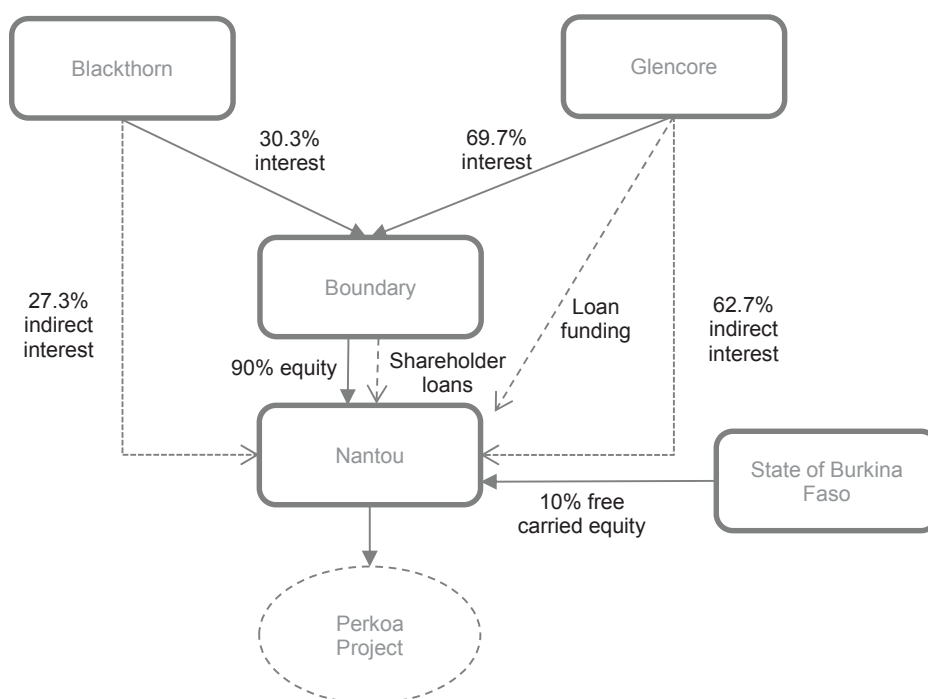 Blackthorn
Glencore
30.3%
interest
69.7%
interest
Boundary
27.3%
indirect
interest
Loan
funding
62.7%
indirect
interest
90% equity
Shareholder
loans
Nantou
State of Burkina
Faso
10% free
carried equity
Perkoa
Project